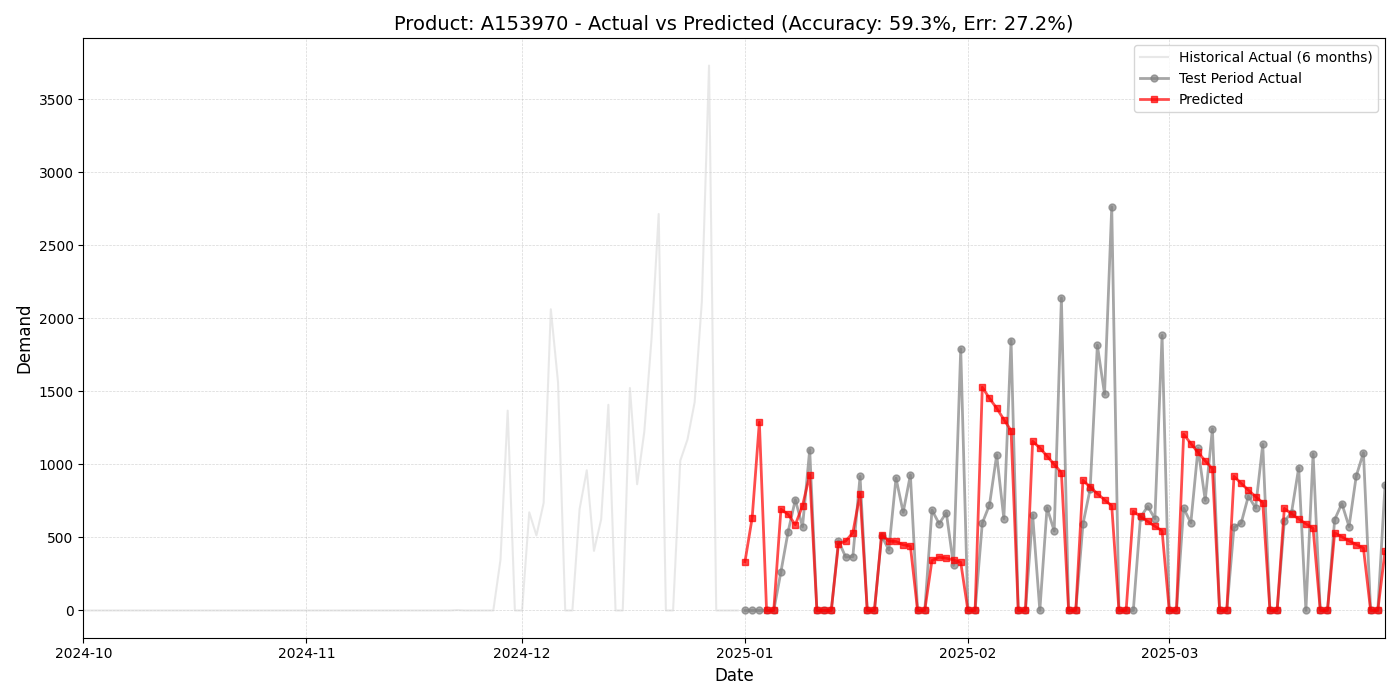 Product: A153970 - Actual vs Predicted (Accuracy: 59.3%, Err: 27.2%)
Historical Actual (6 months)
Test Period Actual
Predicted
3500
3000
2500
2000
1500
1000
500
0
Demand
2024-10
2024-11
2024-12
2025-01
2025-02
2025-03
Date